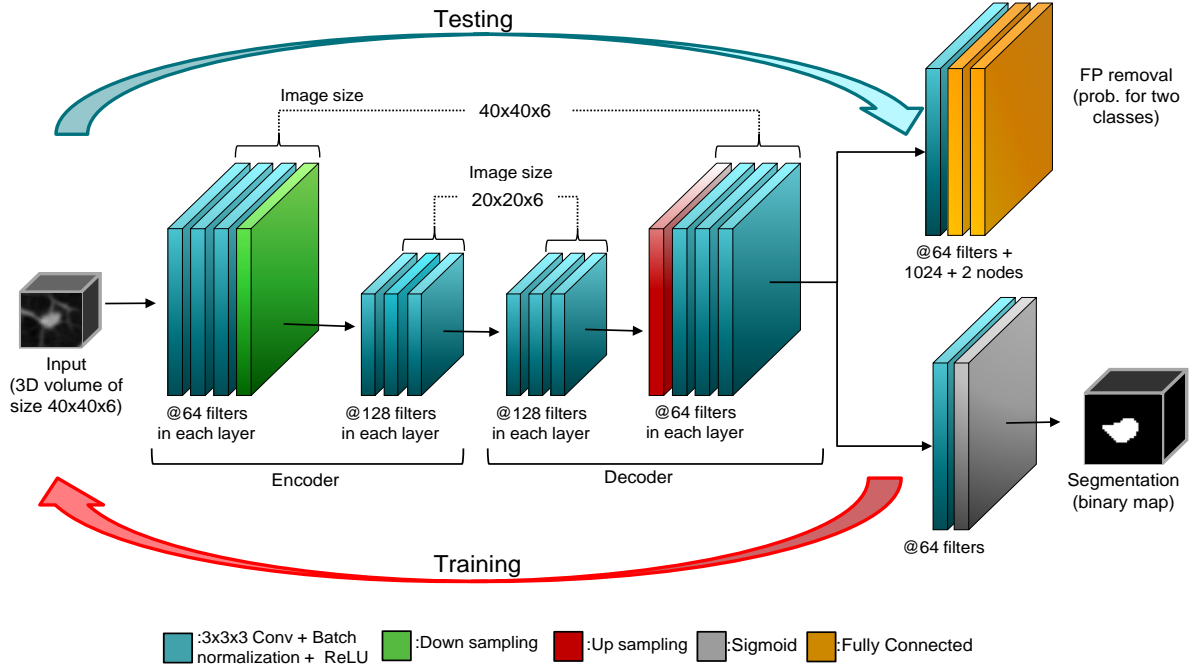 Testing
Image size
40x40x6
Image size
20x20x6
FP removal
(prob. for two
classes)
@64 filters +
1024 + 2 nodes
Input
(3D volume of
size 40x40x6)
@64 filters
in each layer
@128 filters
in each layer
@128 filters
in each layer
@64 filters
in each layer
Encoder
Decoder
Segmentation
(binary map)
@64 filters
Training
:3x3x3 Conv + Batch
normalization + ReLU
:Down sampling
:Up sampling
:Sigmoid
:Fully Connected